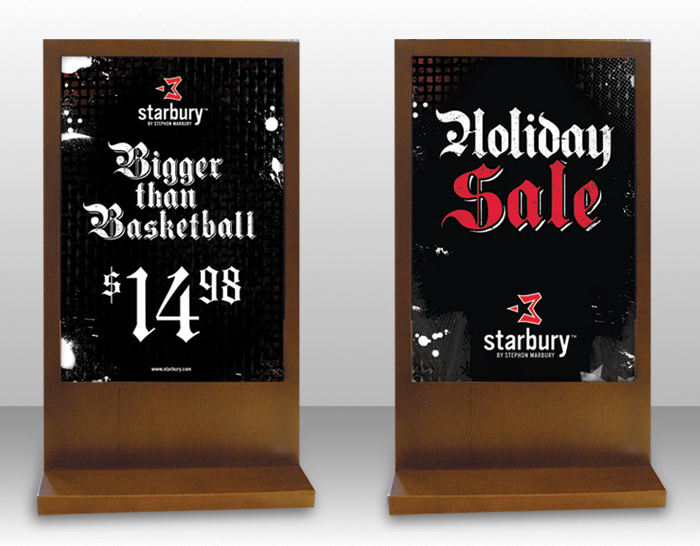 starbury™
BY STEPHON MARBURY
Bigger
than
Basketball
$14 98
www.starbury.com
Holiday
Sale
starbury™
BY STEPHON MARBURY